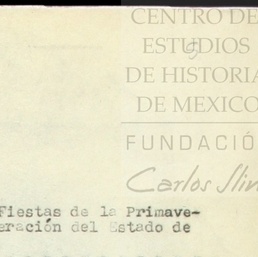 CENTRO DE
ESTUDIOS
DE HISTORIA
DE MEXICO
FUNDACIÓ
Carlos Slim
Fiestas de la Primave-
eración del Estado de